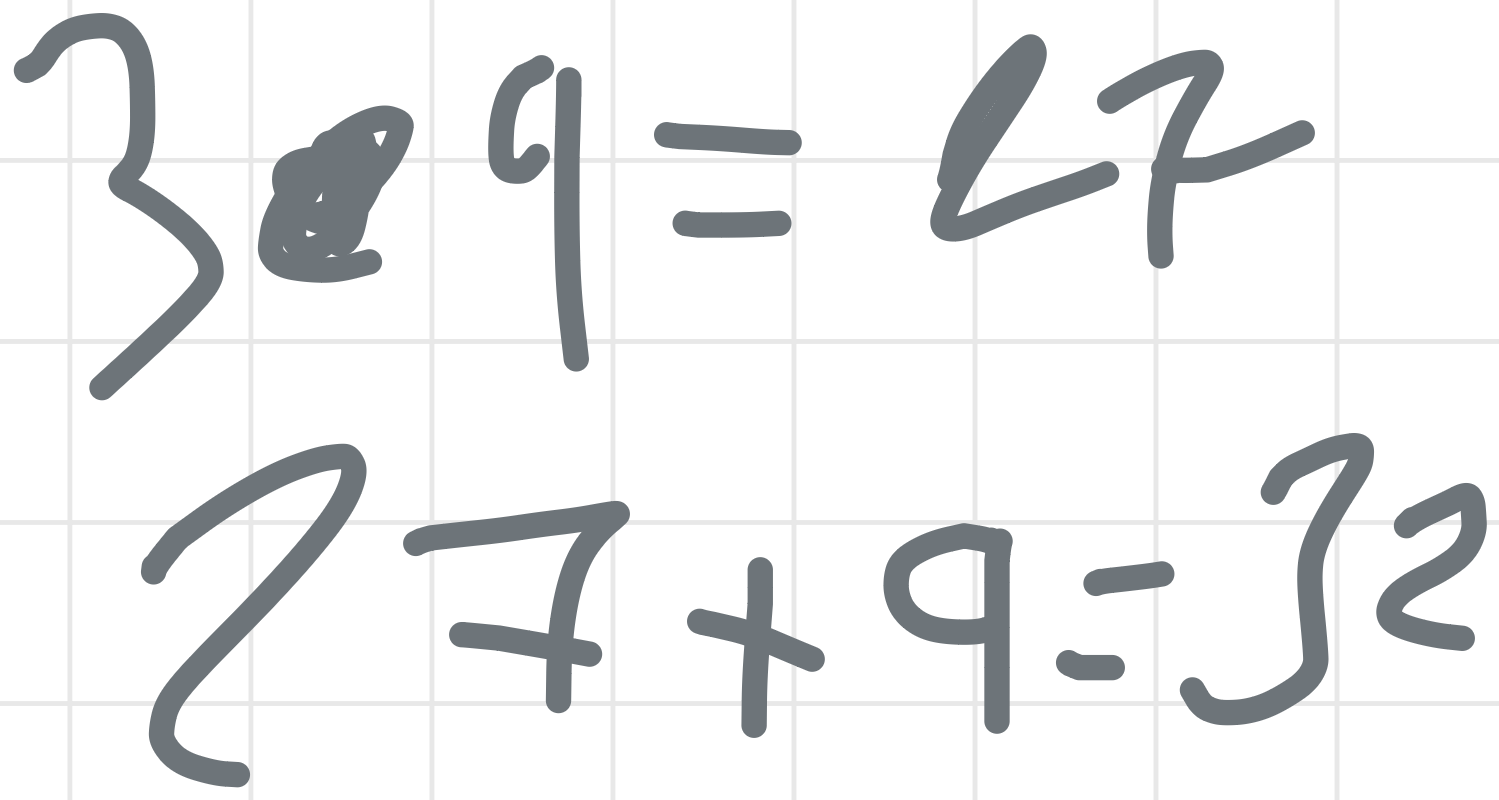 3 9 = 27
27 + 9 = 32